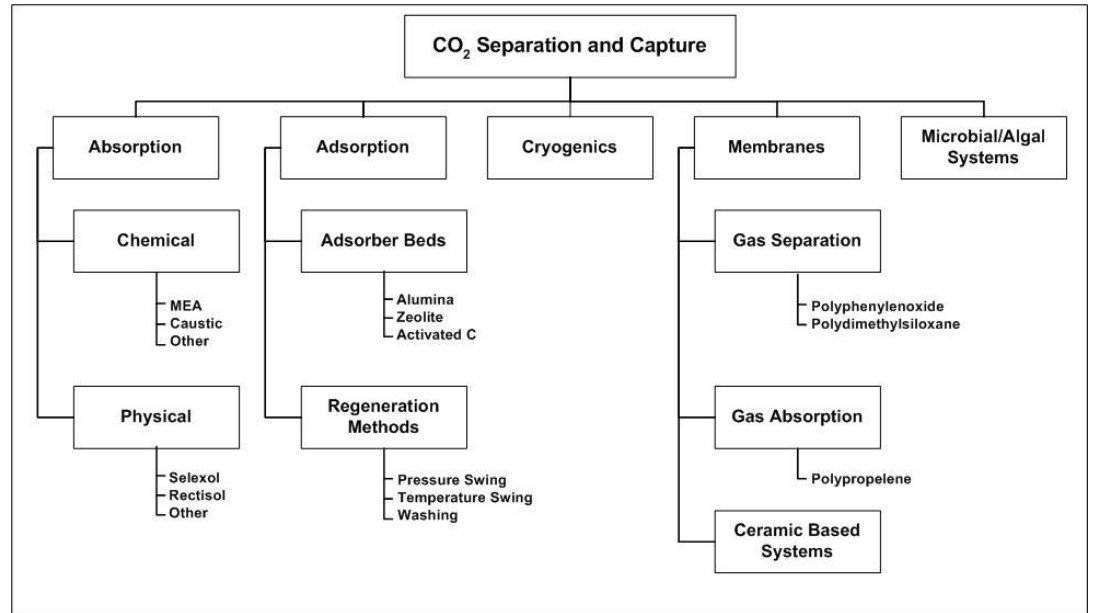 CO₂ Separation and Capture
Absorption
Adsorption
Cryogenics
Membranes
Microbial/Algal
Systems
Chemical
MEA
Caustic
Other
Physical
Selexol
Rectisol
Other
Adsorber Beds
Alumina
Zeolite
Activated C
Regeneration
Methods
Pressure Swing
Temperature Swing
Washing
Gas Separation
Polyphenylenoxide
Polydimethylsiloxane
Gas Absorption
Polypropelene
Ceramic Based
Systems